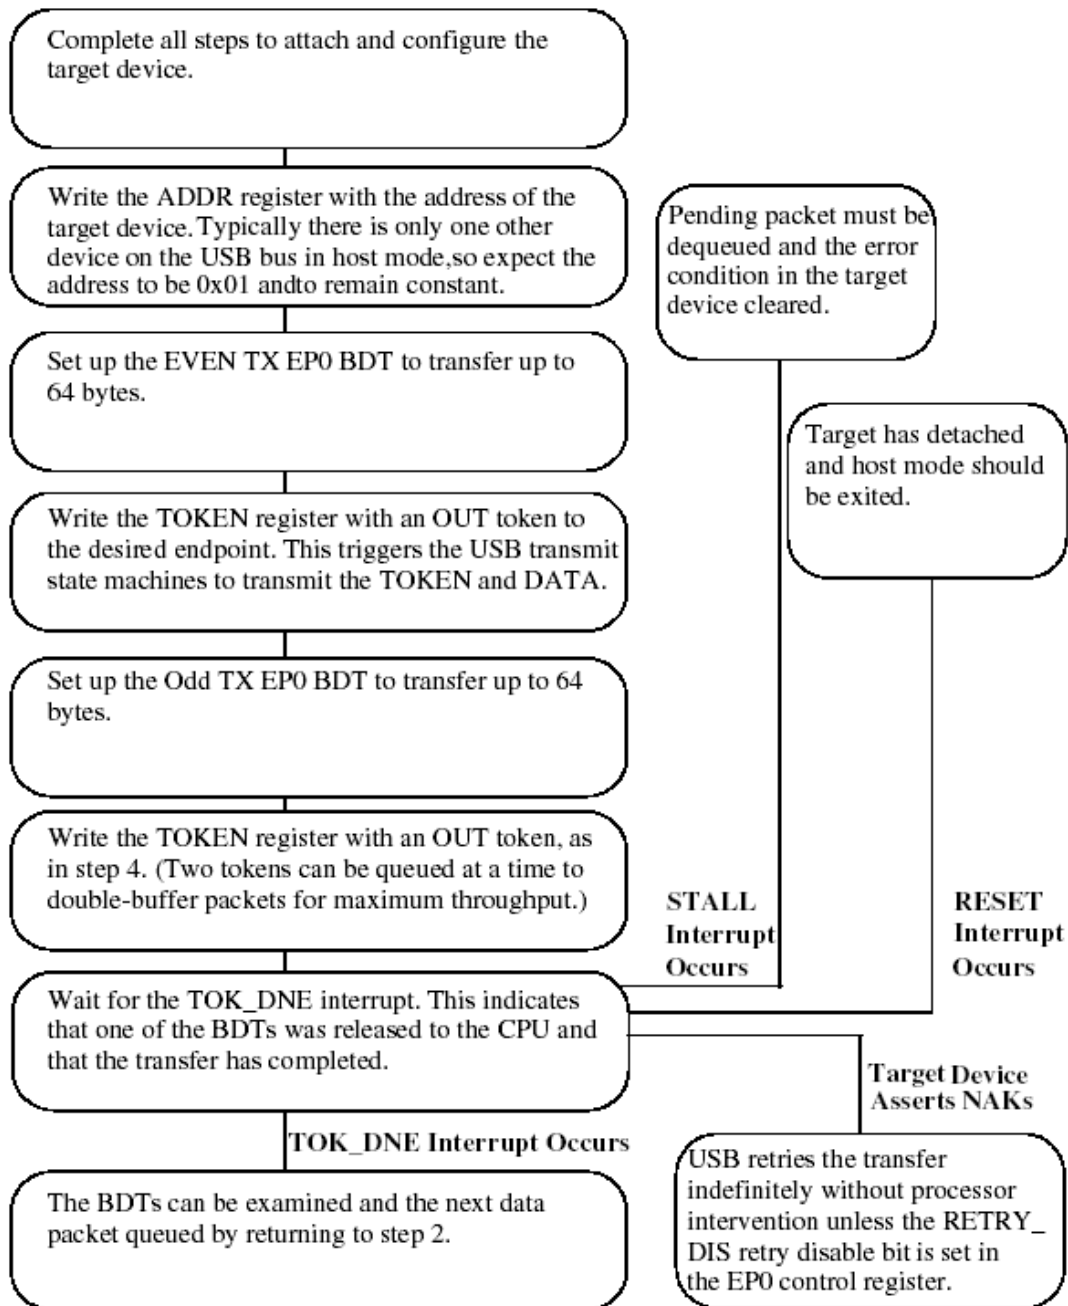 Complete all steps to attach and configure the
target device.
Write the ADDR register with the address of the
target device. Typically there is only one other
device on the USB bus in host mode,so expect the
address to be 0x01 andto remain constant.
Pending packet must be
dequeued and the error
condition in the target
device cleared.
Set up the EVEN TX EP0 BDT to transfer up to
64 bytes.
Target has detached
and host mode should
be exited.
Write the TOKEN register with an OUT token to
the desired endpoint. This triggers the USB transmit
state machines to transmit the TOKEN and DATA.
Set up the Odd TX EP0 BDT to transfer up to 64
bytes.
Write the TOKEN register with an OUT token, as
in step 4. (Two tokens can be queued at a time to
double-buffer packets for maximum throughput.)
STALL
Interrupt
Occurs
RESET
Interrupt
Occurs
Wait for the TOK_DNE interrupt. This indicates
that one of the BDTs was released to the CPU and
that the transfer has completed.
Target Device
Asserts NAKs
TOK_DNE Interrupt Occurs
The BDTs can be examined and the next data
packet queued by returning to step 2.
USB retries the transfer
indefinitely without processor
intervention unless the RETRY_
DIS retry disable bit is set in
the EP0 control register.